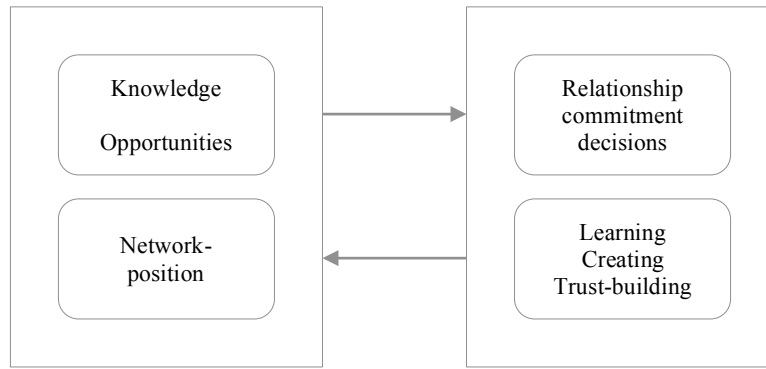 Knowledge
Opportunities
Network-
position
Relationship
commitment
decisions
Learning
Creating
Trust-building